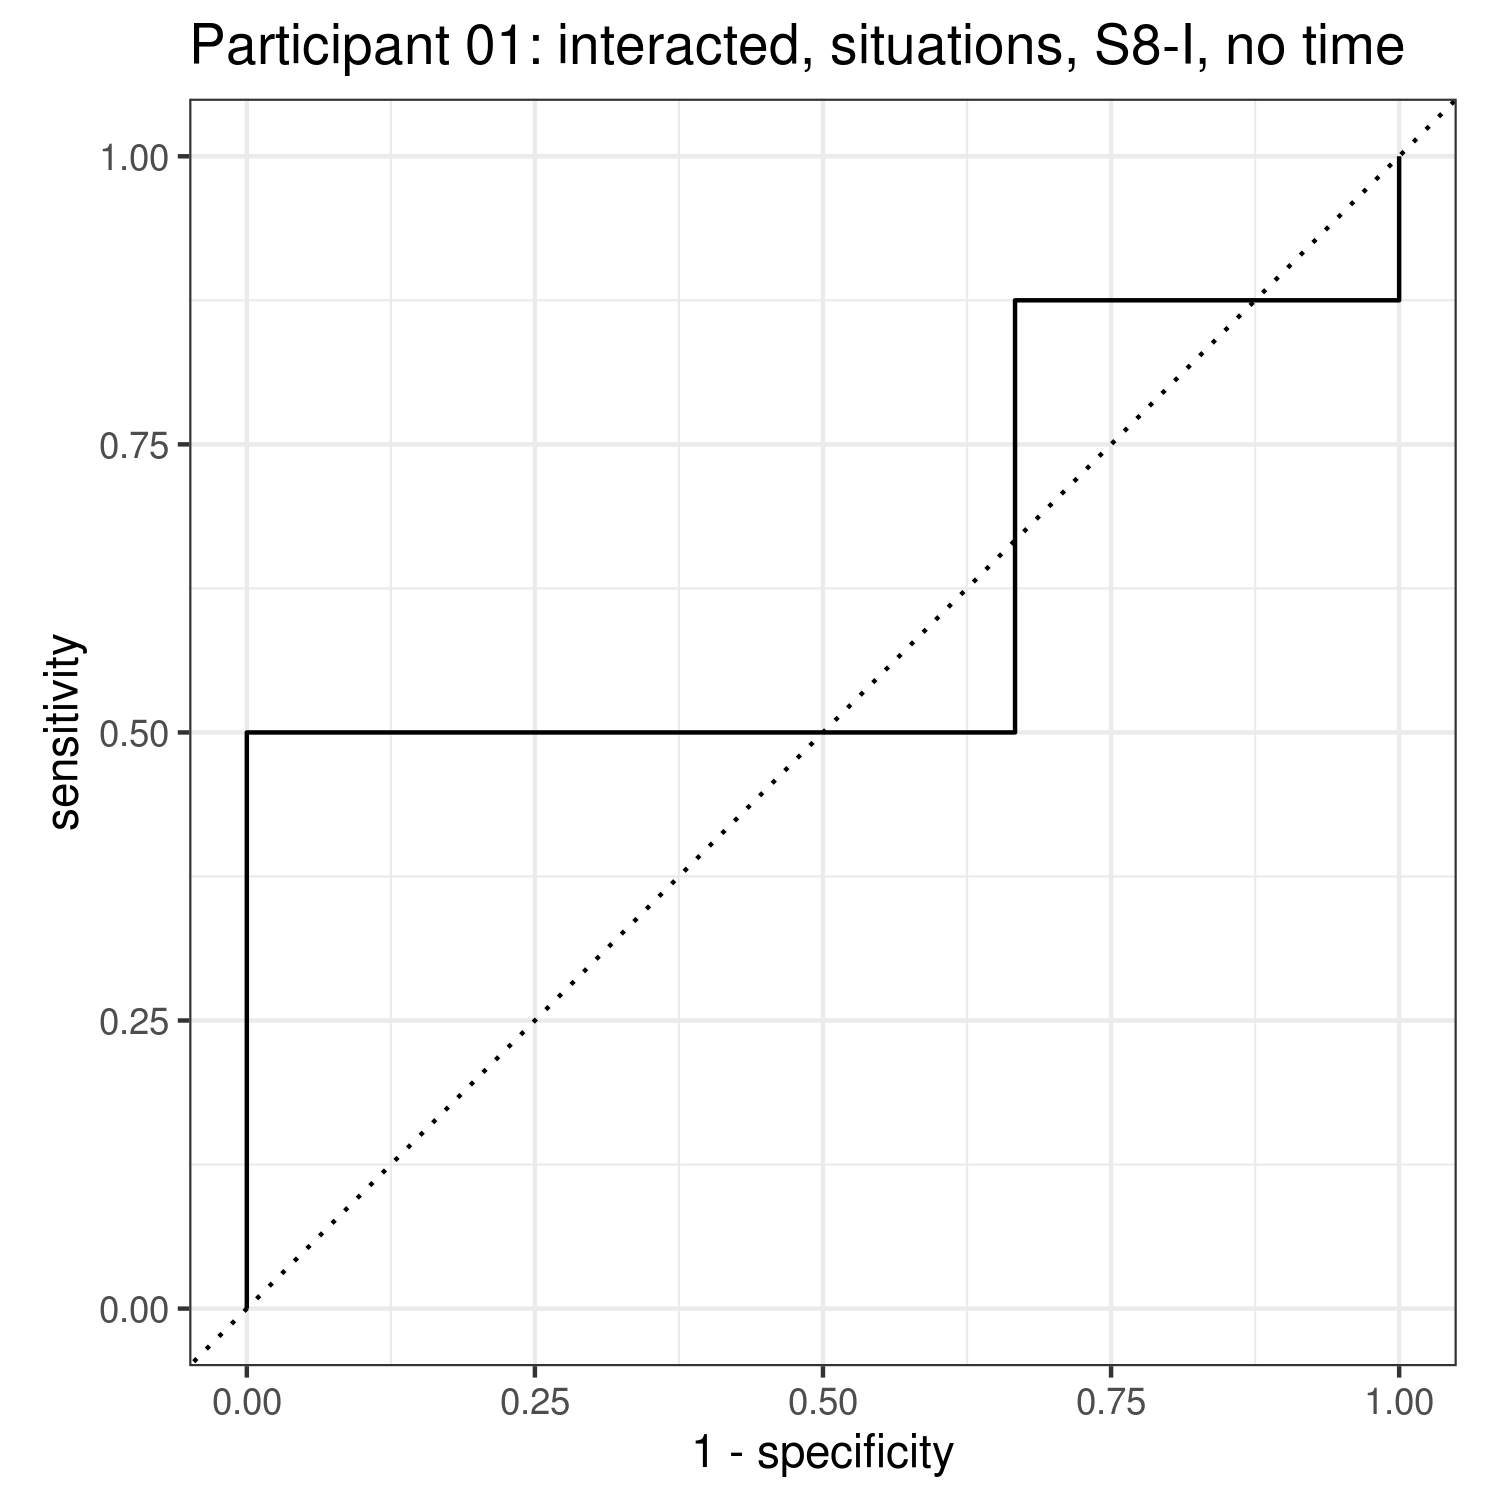 Participant 01: interacted, situations, S8-I, no time
1.00
0.75
0.50
0.25
0.00
sensitivity
0.00 0.25 0.50 0.75 1.00
1 - specificity